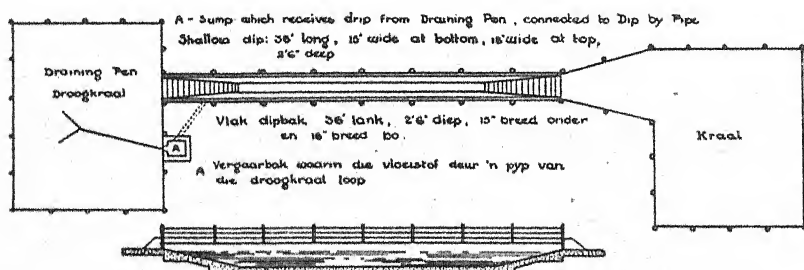 A - Sump which receives drip from Draining Pen, connected to Dip by Pipe
Shallow dip: 36' long, 15" wide at bottom, 18" wide at top,
2'6" deep
Draining Pen
Droogkraal
Vlak dipbak 36' lank, 2'6" diep, 15" breed onder
en 18" breed bo.
Kraal
A
A Vergaarbak waarin die vloeistof deur 'n pyp van
die droogkraal loop